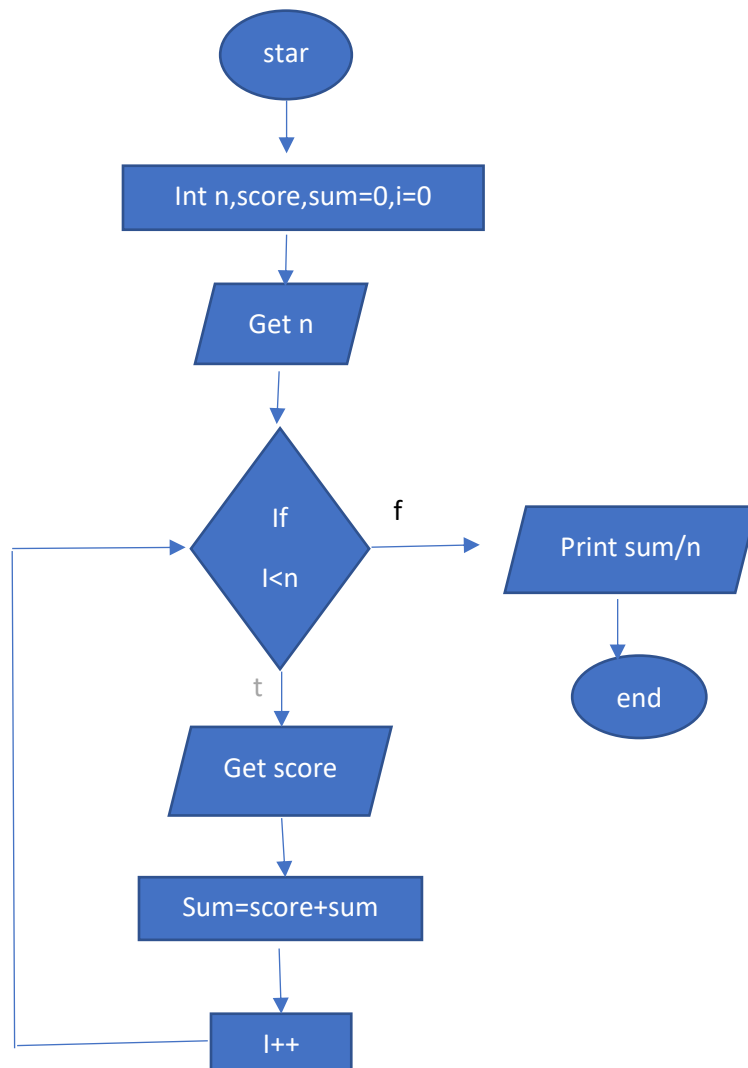 star
Int n,score,sum=0,i=0
Get n
If
I<n
f
Print sum/n
end
t
Get score
Sum=score+sum
I++